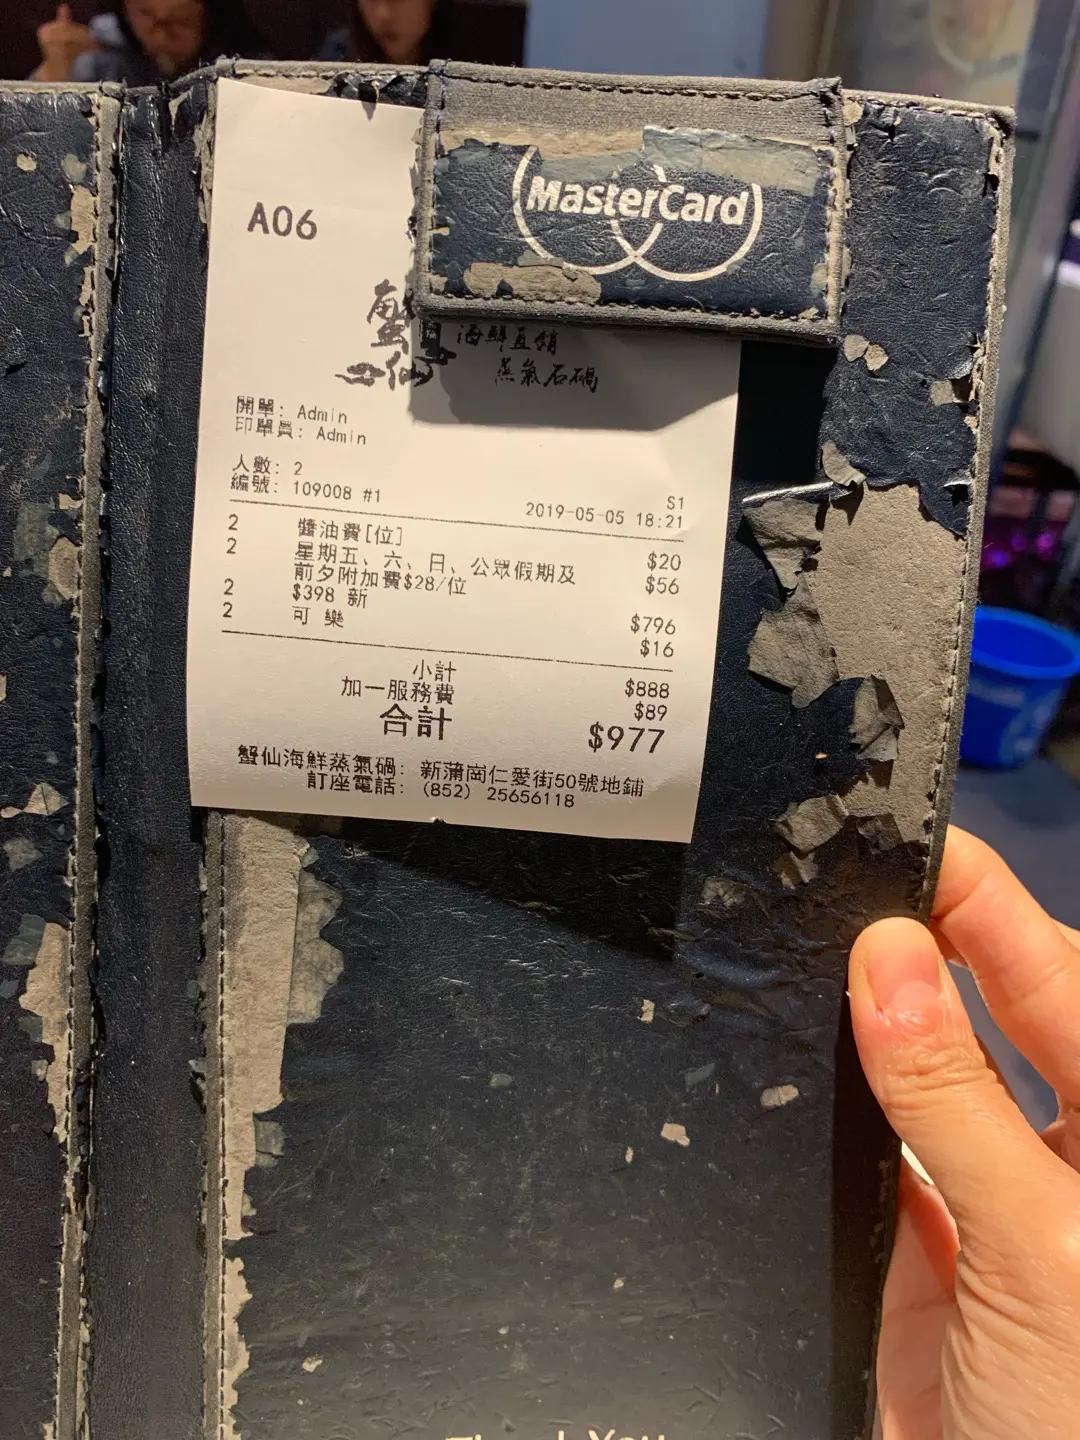 MasterCard
A06
蟹仙
海鮮直銷
蒸氣石鍋
開單: Admin
印單員: Admin
人數: 2
編號: 109008 #1
S1
2019-05-05 18:21
2 醬油費[位] $20
2 星期五、六、日、公眾假期及 $56
前夕附加費$28/位
2 $398 新 $796
2 可樂 $16
小計 $888
加一服務費 $89
合計 $977
蟹仙海鮮蒸氣鍋: 新蒲崗仁愛街50號地鋪
訂座電話: (852) 25656118